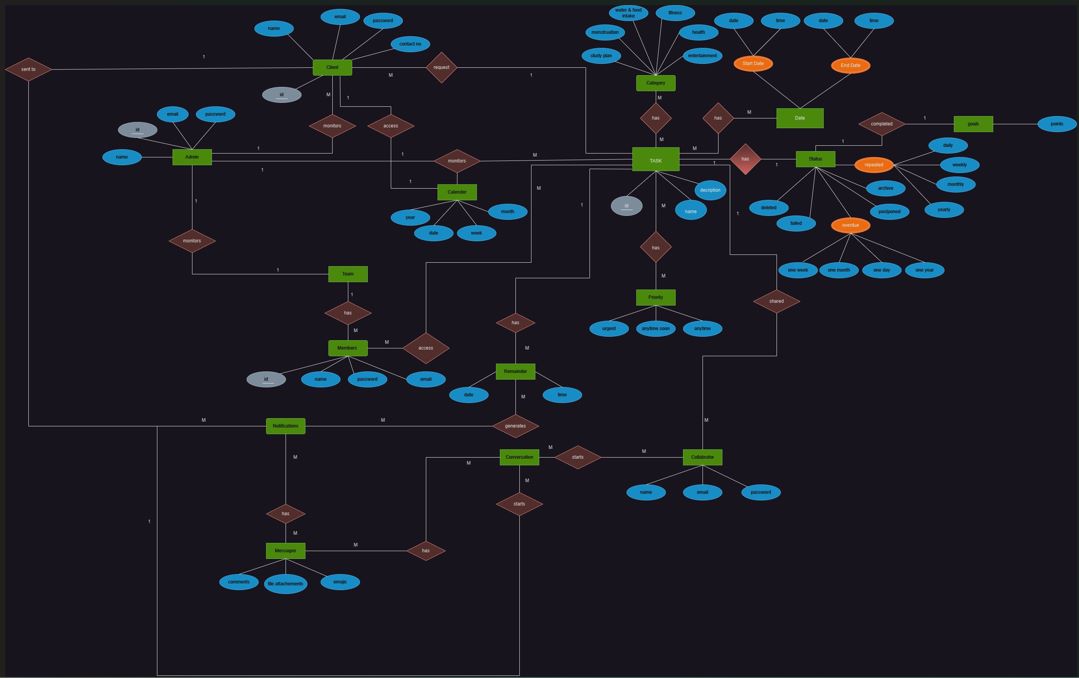 email
water & food
intake
fitness
date
time
date
time
password
name
menstruation
health
1
contact no
study plan
entertainment
sent to
Client
request
Start Date
End Date
M
1
Category
id
M
1
M
email
password
has
has
M
Date
completed
1
goals
points
id
monitors
access
M
1
daily
name
Admin
1
monitors
M
TASK
M
has
1
Status
repeated
weekly
1
1
1
1
M
Calender
decription
archive
monthly
id
name
deleted
postponed
yearly
1
year
month
1
M
1
failed
overdue
date
week
monitors
has
1
Team
M
one week
one month
one day
one year
1
Priority
shared
has
has
urgent
anytime soon
anytime
M
M
Members
M
access
M
id
name
password
email
Remainder
date
time
M
M
M
M
Notifications
generates
M
M
M
Conversation
starts
M
Collaborator
M
M
name
email
password
starts
has
1
M
M
Messages
has
comments
file attachements
emojis